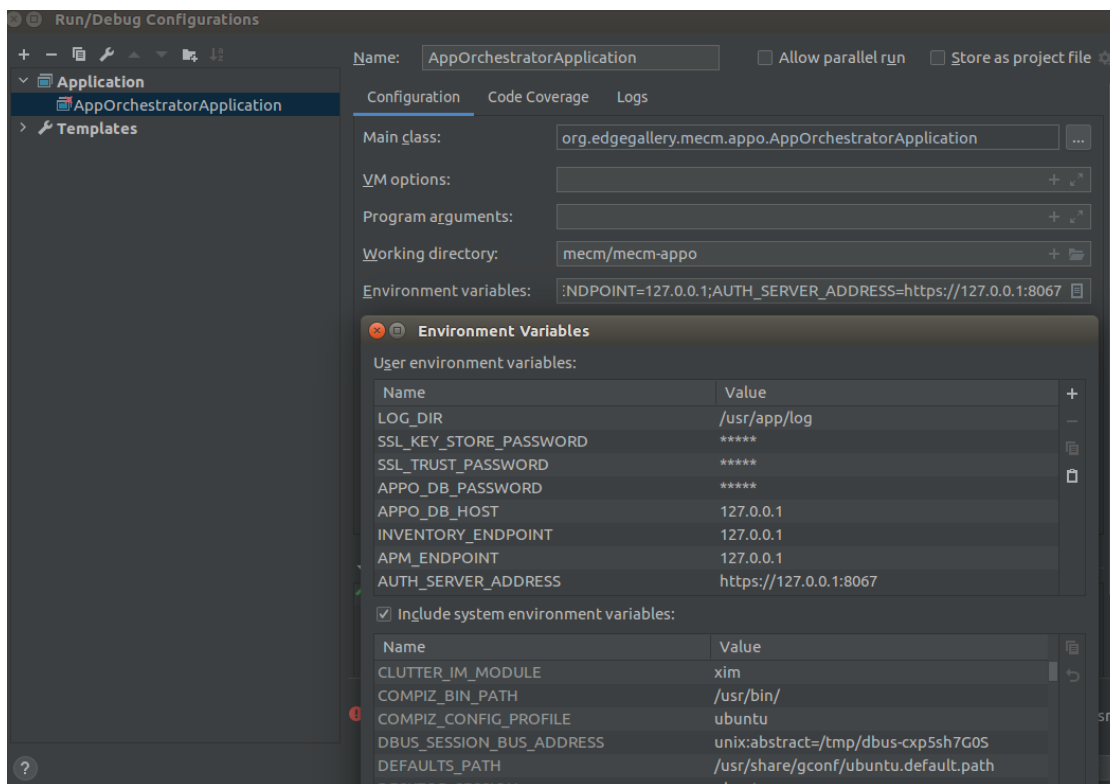 Run/Debug Configurations
Name: AppOrchestratorApplication Allow parallel run Store as project file
Application
AppOrchestratorApplication
Templates
Configuration Code Coverage Logs
Main class: org.edgegallery.mecm.appo.AppOrchestratorApplication ...
VM options:
Program arguments:
Working directory: mecm/mecm-appo
Environment variables: ENDPOINT=127.0.0.1;AUTH_SERVER_ADDRESS=https://127.0.0.1:8067
Environment Variables
User environment variables:
Name Value
LOG_DIR /usr/app/log
SSL_KEY_STORE_PASSWORD *****
SSL_TRUST_PASSWORD *****
APPO_DB_PASSWORD *****
APPO_DB_HOST 127.0.0.1
INVENTORY_ENDPOINT 127.0.0.1
APM_ENDPOINT 127.0.0.1
AUTH_SERVER_ADDRESS https://127.0.0.1:8067
Include system environment variables:
Name Value
CLUTTER_IM_MODULE xim
COMPIZ_BIN_PATH /usr/bin/
COMPIZ_CONFIG_PROFILE ubuntu
DBUS_SESSION_BUS_ADDRESS unix:abstract=/tmp/dbus-cxp5sh7G0S
DEFAULTS_PATH /usr/share/gconf/ubuntu.default.path
?